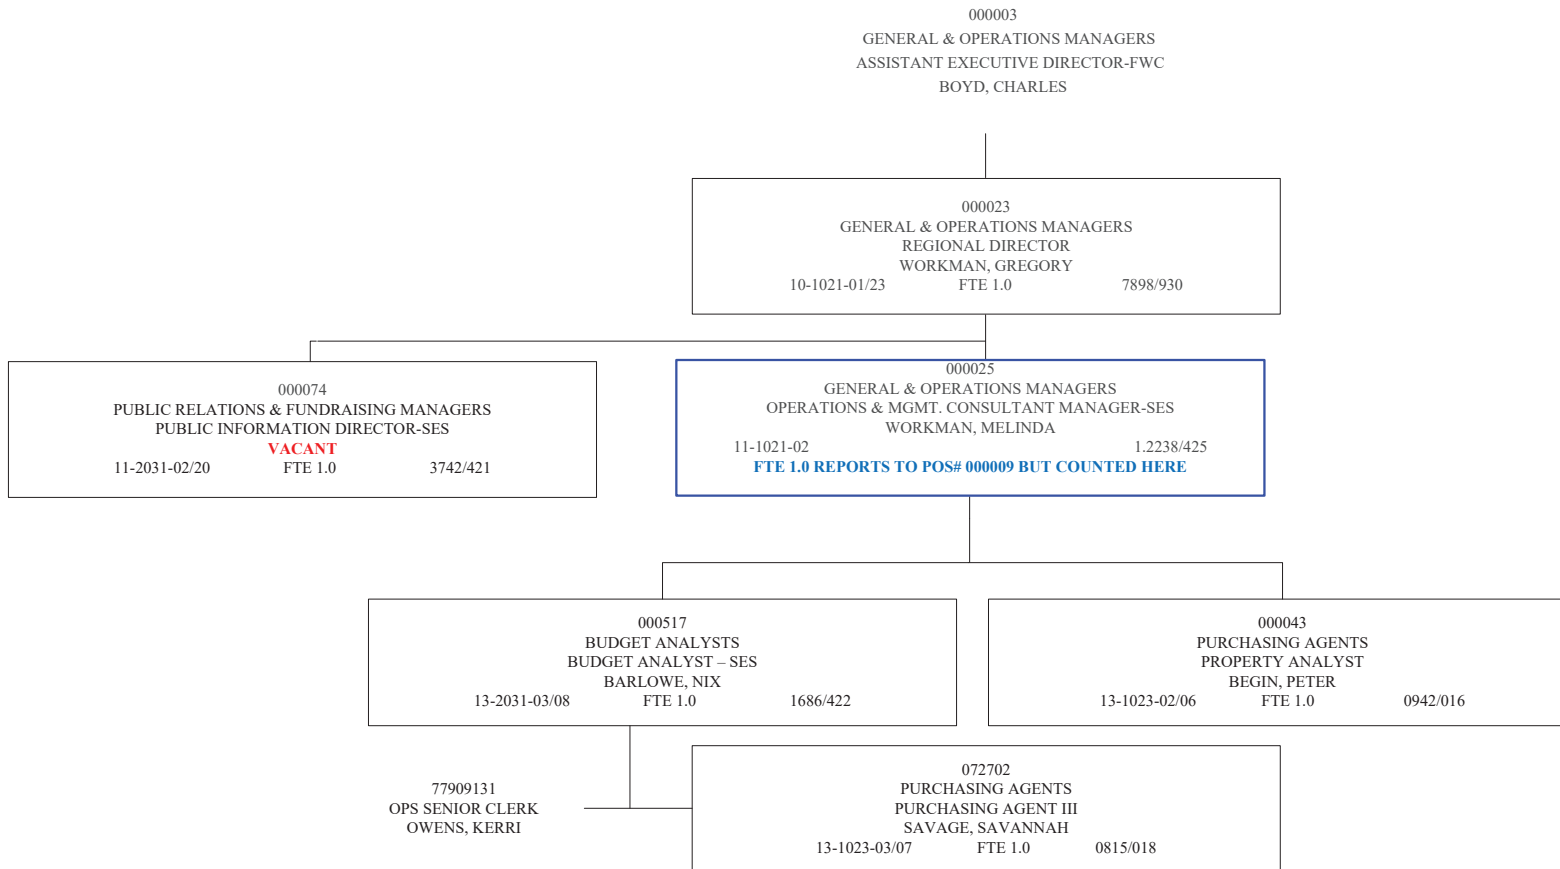 000003
GENERAL & OPERATIONS MANAGERS
ASSISTANT EXECUTIVE DIRECTOR-FWC
BOYD, CHARLES
000023
GENERAL & OPERATIONS MANAGERS
REGIONAL DIRECTOR
WORKMAN, GREGORY
10-1021-01/23 FTE 1.0 7898/930
000074
PUBLIC RELATIONS & FUNDRAISING MANAGERS
PUBLIC INFORMATION DIRECTOR-SES
VACANT
11-2031-02/20 FTE 1.0 3742/421
000025
GENERAL & OPERATIONS MANAGERS
OPERATIONS & MGMT. CONSULTANT MANAGER-SES
WORKMAN, MELINDA
11-1021-02 1.2238/425
FTE 1.0 REPORTS TO POS# 000009 BUT COUNTED HERE
000517
BUDGET ANALYSTS
BUDGET ANALYST – SES
BARLOWE, NIX
13-2031-03/08 FTE 1.0 1686/422
000043
PURCHASING AGENTS
PROPERTY ANALYST
BEGIN, PETER
13-1023-02/06 FTE 1.0 0942/016
77909131
OPS SENIOR CLERK
OWENS, KERRI
072702
PURCHASING AGENTS
PURCHASING AGENT III
SAVAGE, SAVANNAH
13-1023-03/07 FTE 1.0 0815/018